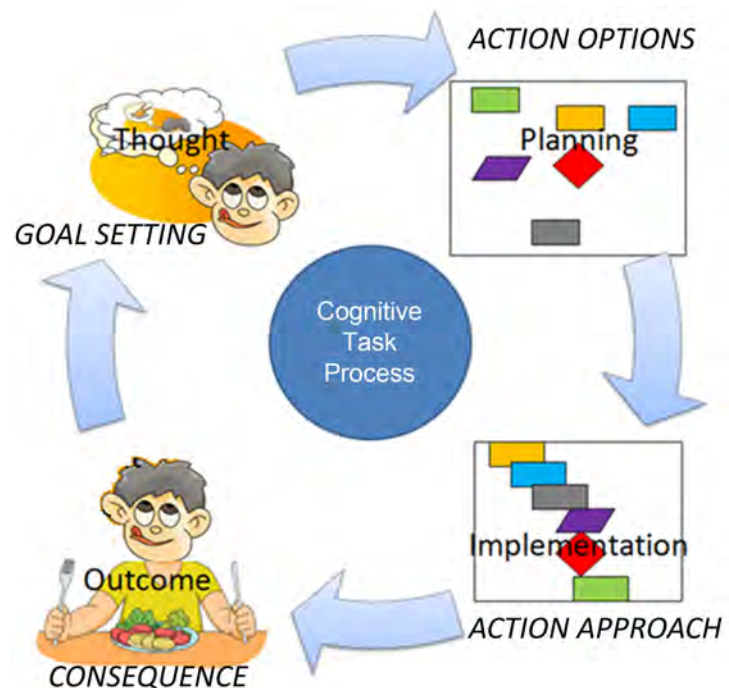 ACTION OPTIONS
Thought
Planning
GOAL SETTING
Cognitive
Task
Process
Implementation
Outcome
ACTION APPROACH
CONSEQUENCE